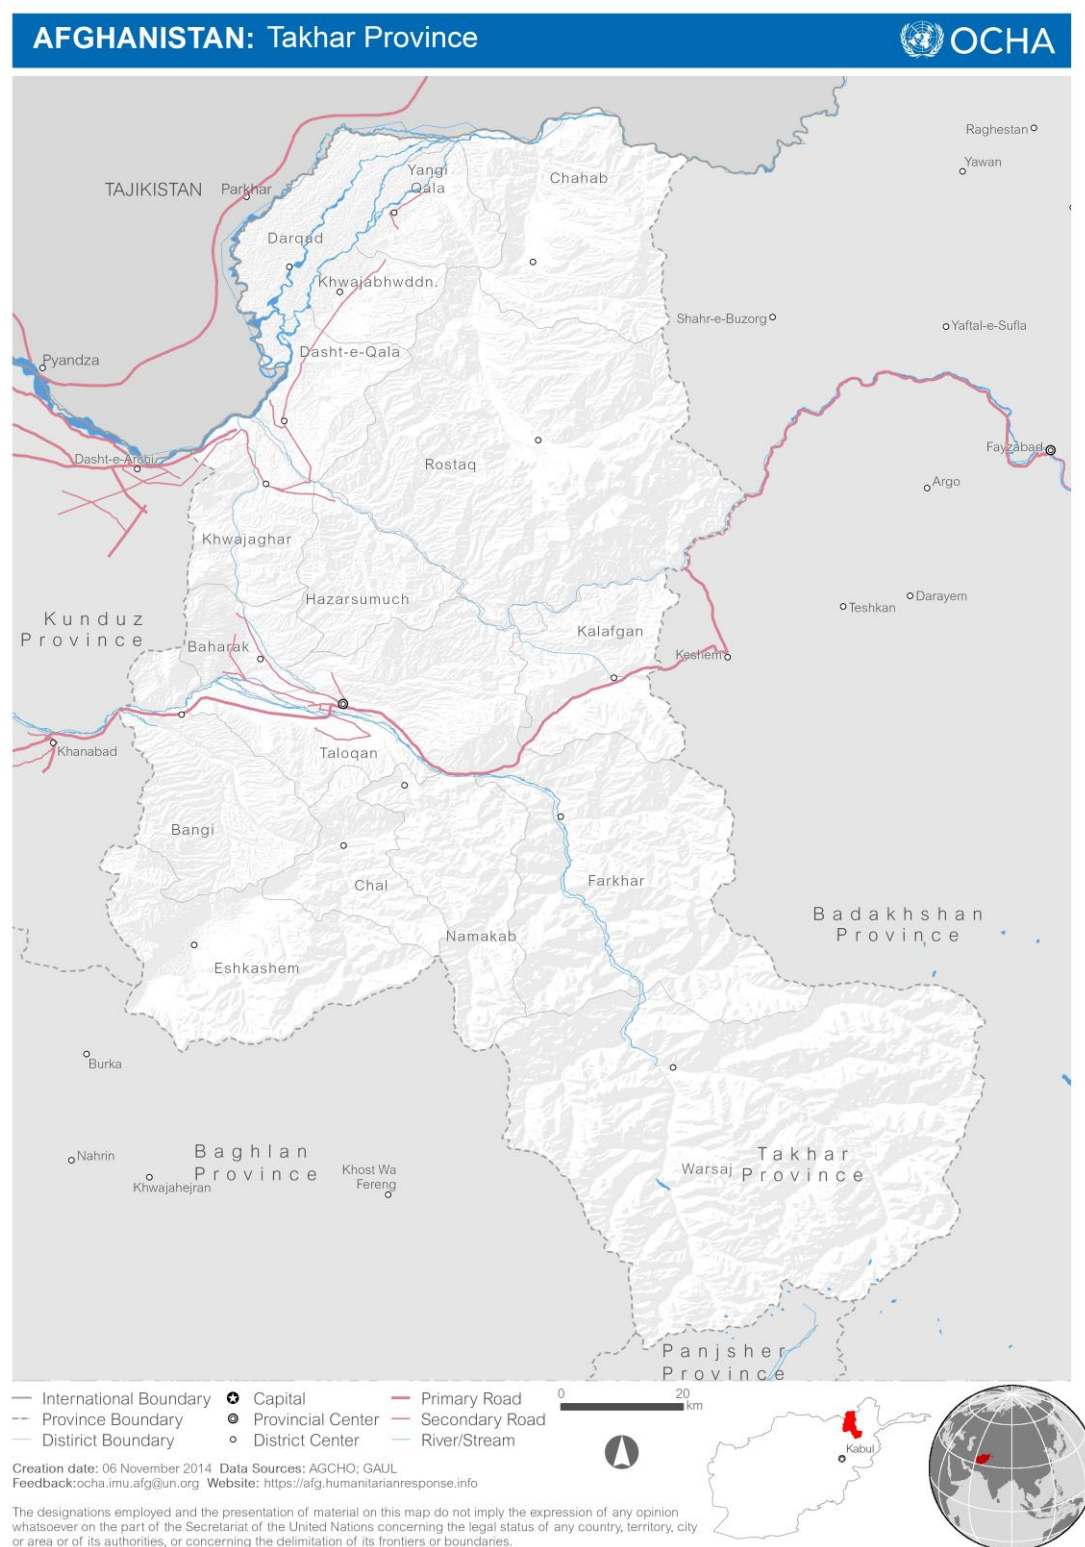 AFGHANISTAN: Takhar Province
OCHA
Raghestan
Yawan
Yangi
Qala
Chahab
TAJIKISTAN
Parkhar
Darqad
Khwajabhwddn.
Shahr-e-Buzorg
Yaftal-e-Sufla
Dasht-e-Qala
Pyandza
Fayzabad
Dasht-e-Archi
Rostaq
Argo
Khwajaghar
Hazarsumuch
Teshkan
Darayem
Kunduz
Province
Kalafgan
Baharak
Keshem
Khanabad
Taloqan
Bangi
Chal
Farkhar
Badakhshan
Province
Namakab
Eshkashem
Burka
Baghlan
Province
Nahrin
Khwajahejran
Khost Wa
Fereng
Takhar
Province
Warsaj
Panjsher
Province
International Boundary
Capital
Primary Road
0 20
km
Province Boundary
Provincial Center
Secondary Road
District Boundary
District Center
River/Stream
Kabul
Creation date: 06 November 2014 Data Sources: AGCHO; GAUL
Feedback:ocha.imu.afg@un.org Website: https://afg.humanitarianresponse.info
The designations employed and the presentation of material on this map do not imply the expression of any opinion
whatsoever on the part of the Secretariat of the United Nations concerning the legal status of any country, territory, city
or area or of its authorities, or concerning the delimitation of its frontiers or boundaries.